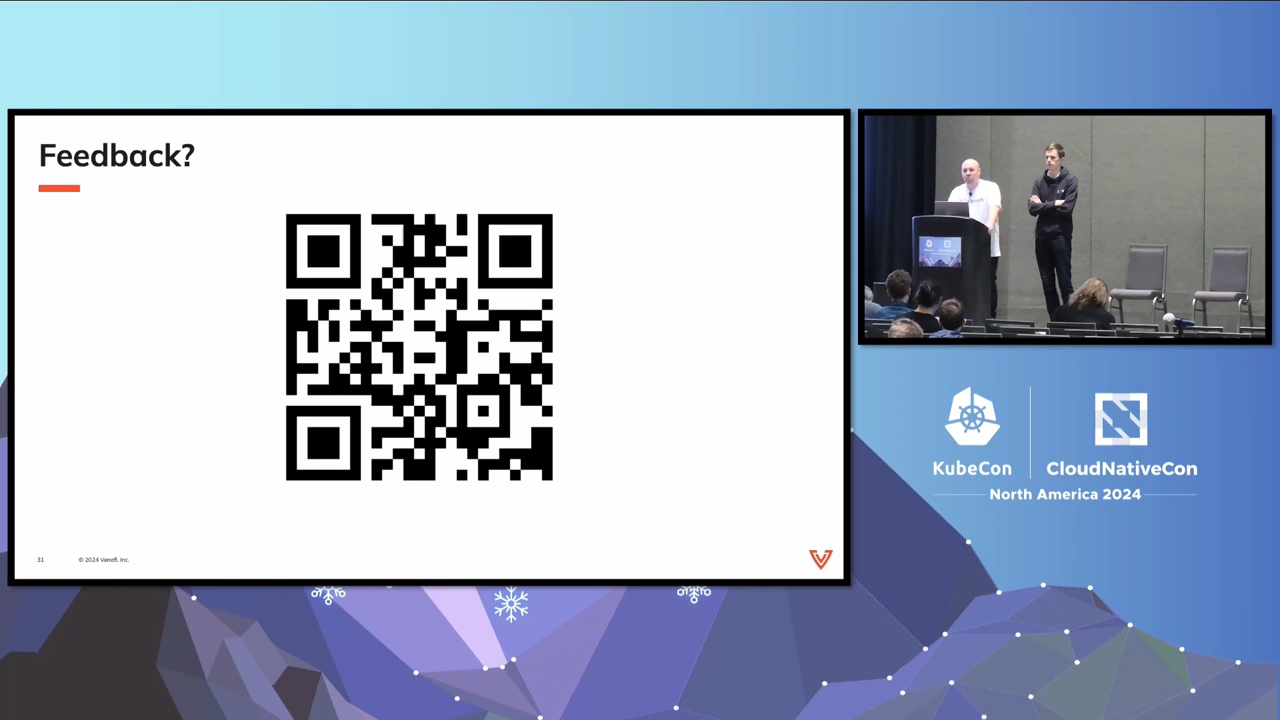 Feedback?
31
© 2024 Venafi, Inc.
KubeCon
CloudNativeCon
North America 2024